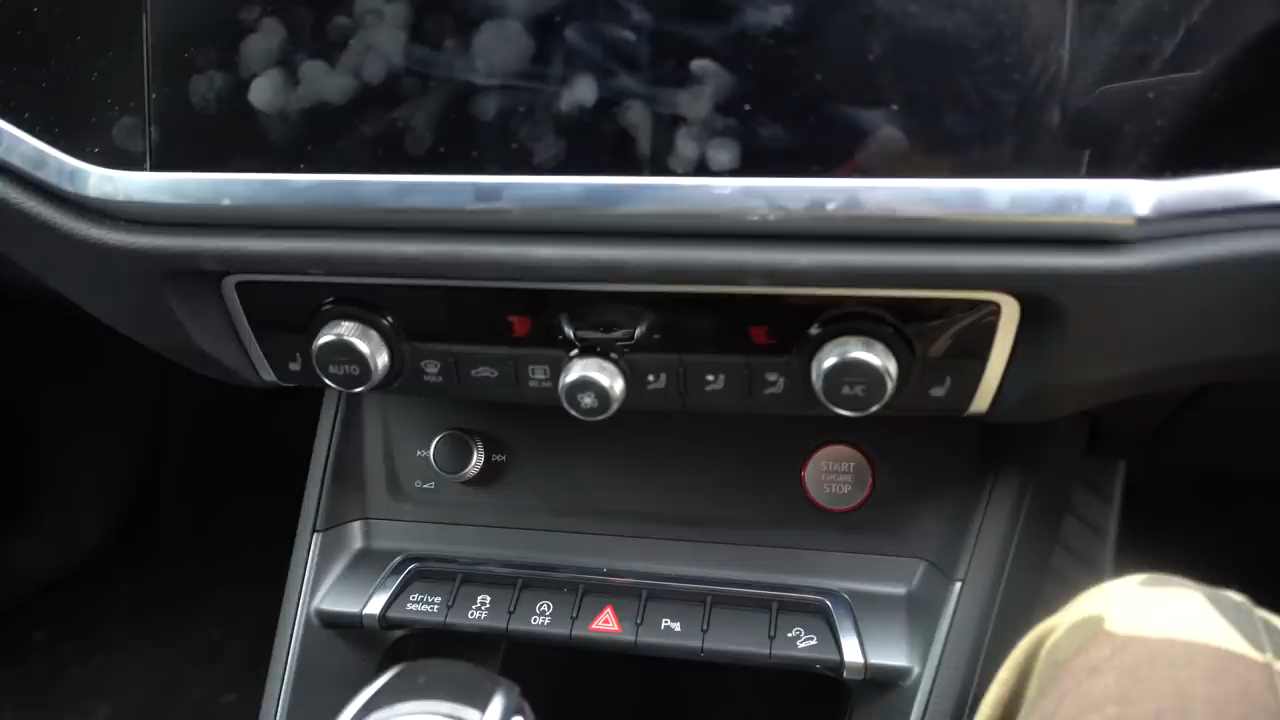 AUTO
MAX
REAR
A/C
START
ENGINE
STOP
drive
select
OFF
A
OFF
P